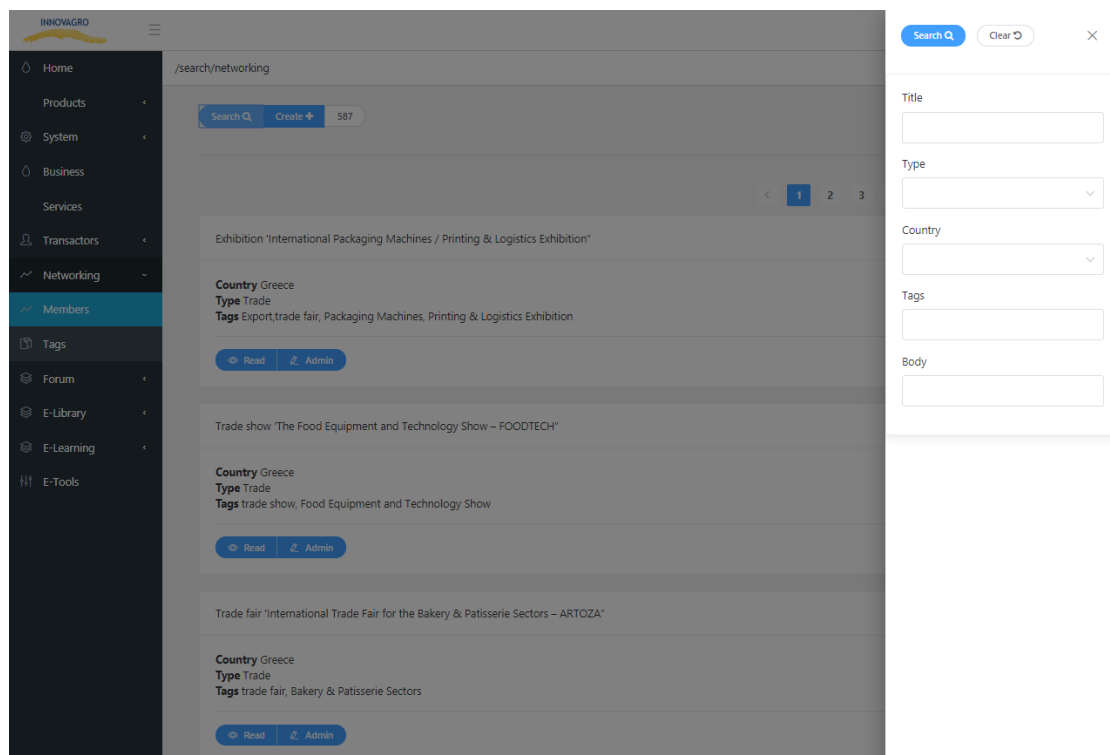 INNOVAGRO
Home
Products
System
Business
Services
Transactors
Networking
Members
Tags
Forum
E-Library
E-Learning
E-Tools
/search/networking
Search
Create
587
1 2 3
Exhibition 'International Packaging Machines / Printing & Logistics Exhibition"
Country Greece
Type Trade
Tags Export,trade fair, Packaging Machines, Printing & Logistics Exhibition
Read
Admin
Trade show 'The Food Equipment and Technology Show – FOODTECH"
Country Greece
Type Trade
Tags trade show, Food Equipment and Technology Show
Read
Admin
Trade fair 'International Trade Fair for the Bakery & Patisserie Sectors – ARTOZA"
Country Greece
Type Trade
Tags trade fair, Bakery & Patisserie Sectors
Read
Admin
Search
Clear
Title
Type
Country
Tags
Body